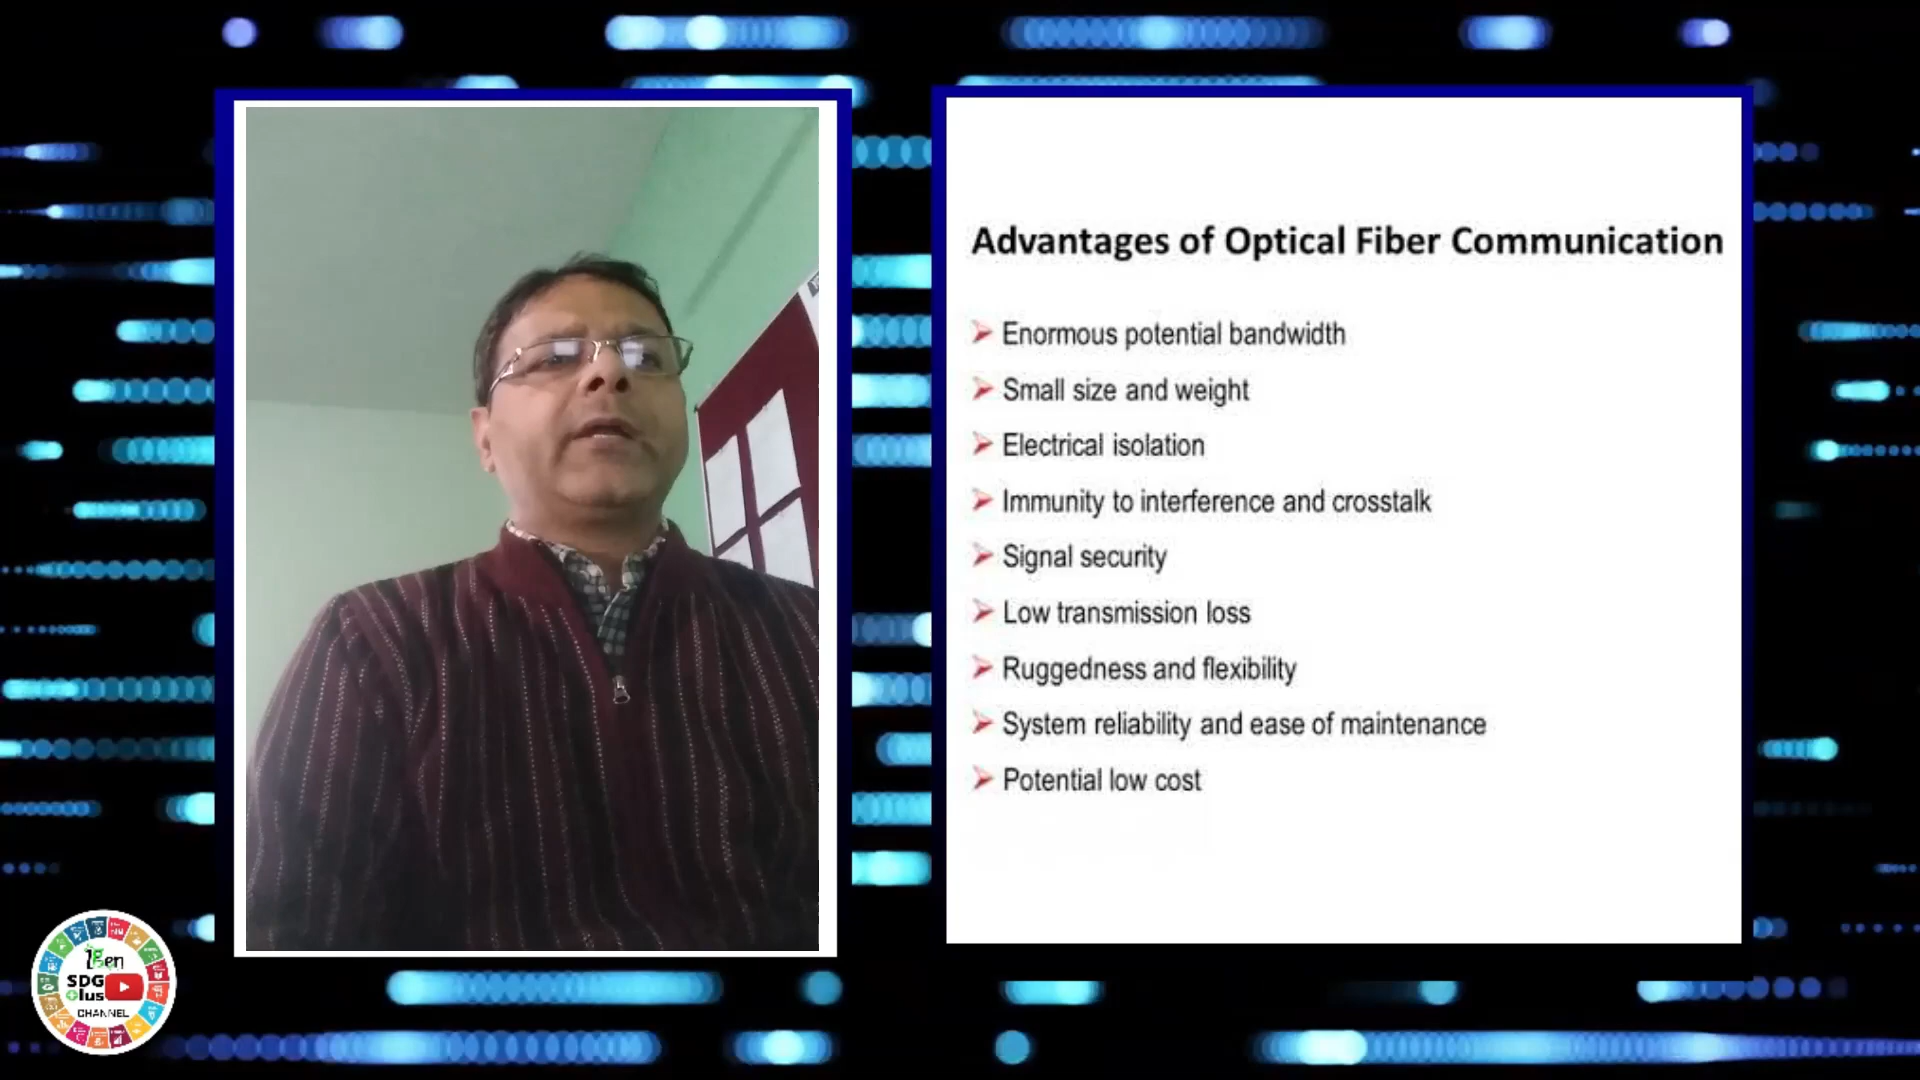 Advantages of Optical Fiber Communication
Enormous potential bandwidth
Small size and weight
Electrical isolation
Immunity to interference and crosstalk
Signal security
Low transmission loss
Ruggedness and flexibility
System reliability and ease of maintenance
Potential low cost
SDG
CHANNEL